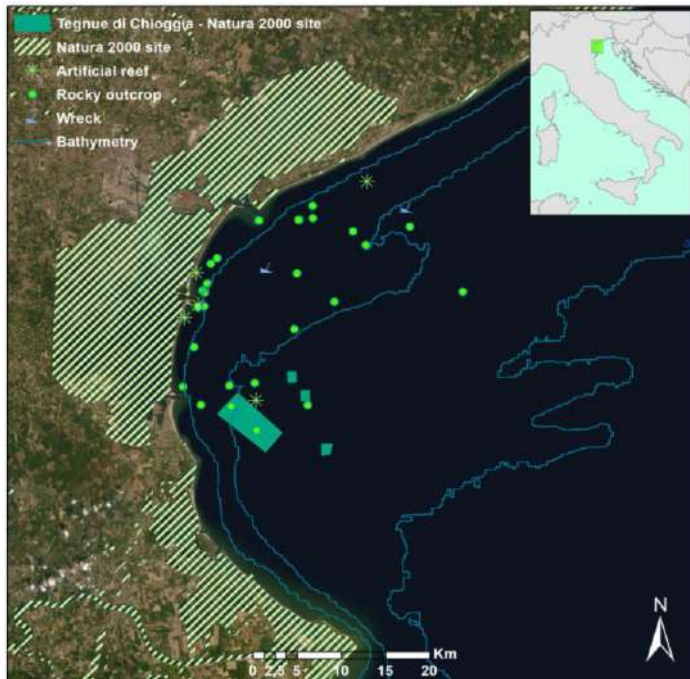 Tegnue di Chioggia - Natura 2000 site
Natura 2000 site
Artificial reef
Rocky outcrop
Wreck
Bathymetry
N
Km
0 2,5 5 10 15 20